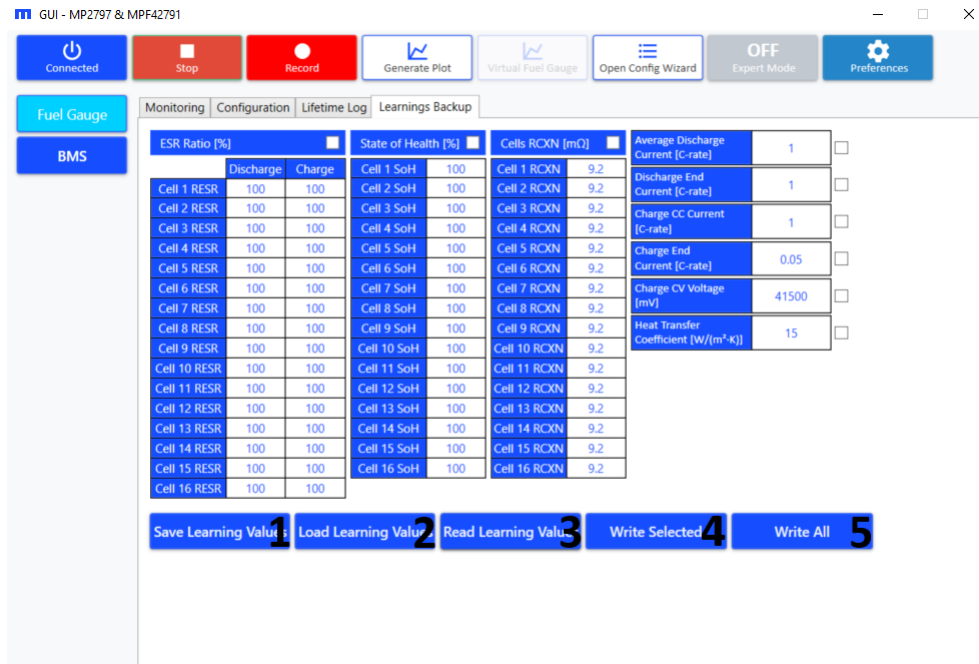 GUI - MP2797 & MPF42791
Connected Stop Record Generate Plot Virtual Fuel Gauge Open Config Wizard OFF Expert Mode Preferences
Fuel Gauge
BMS
Monitoring Configuration Lifetime Log Learnings Backup
ESR Ratio [%]
Discharge Charge
Cell 1 RESR 100 100
Cell 2 RESR 100 100
Cell 3 RESR 100 100
Cell 4 RESR 100 100
Cell 5 RESR 100 100
Cell 6 RESR 100 100
Cell 7 RESR 100 100
Cell 8 RESR 100 100
Cell 9 RESR 100 100
Cell 10 RESR 100 100
Cell 11 RESR 100 100
Cell 12 RESR 100 100
Cell 13 RESR 100 100
Cell 14 RESR 100 100
Cell 15 RESR 100 100
Cell 16 RESR 100 100
State of Health [%]
Cell 1 SoH 100
Cell 2 SoH 100
Cell 3 SoH 100
Cell 4 SoH 100
Cell 5 SoH 100
Cell 6 SoH 100
Cell 7 SoH 100
Cell 8 SoH 100
Cell 9 SoH 100
Cell 10 SoH 100
Cell 11 SoH 100
Cell 12 SoH 100
Cell 13 SoH 100
Cell 14 SoH 100
Cell 15 SoH 100
Cell 16 SoH 100
Cells RCXN [mΩ]
Cell 1 RCXN 9.2
Cell 2 RCXN 9.2
Cell 3 RCXN 9.2
Cell 4 RCXN 9.2
Cell 5 RCXN 9.2
Cell 6 RCXN 9.2
Cell 7 RCXN 9.2
Cell 8 RCXN 9.2
Cell 9 RCXN 9.2
Cell 10 RCXN 9.2
Cell 11 RCXN 9.2
Cell 12 RCXN 9.2
Cell 13 RCXN 9.2
Cell 14 RCXN 9.2
Cell 15 RCXN 9.2
Cell 16 RCXN 9.2
Average Discharge
Current [C-rate] 1
Discharge End
Current [C-rate] 1
Charge CC Current
[C-rate] 1
Charge End
Current [C-rate] 0.05
Charge CV Voltage
[mV] 41500
Heat Transfer
Coefficient [W/(m²·K)] 15
Save Learning Values 1 Load Learning Values 2 Read Learning Values 3 Write Selected 4 Write All 5